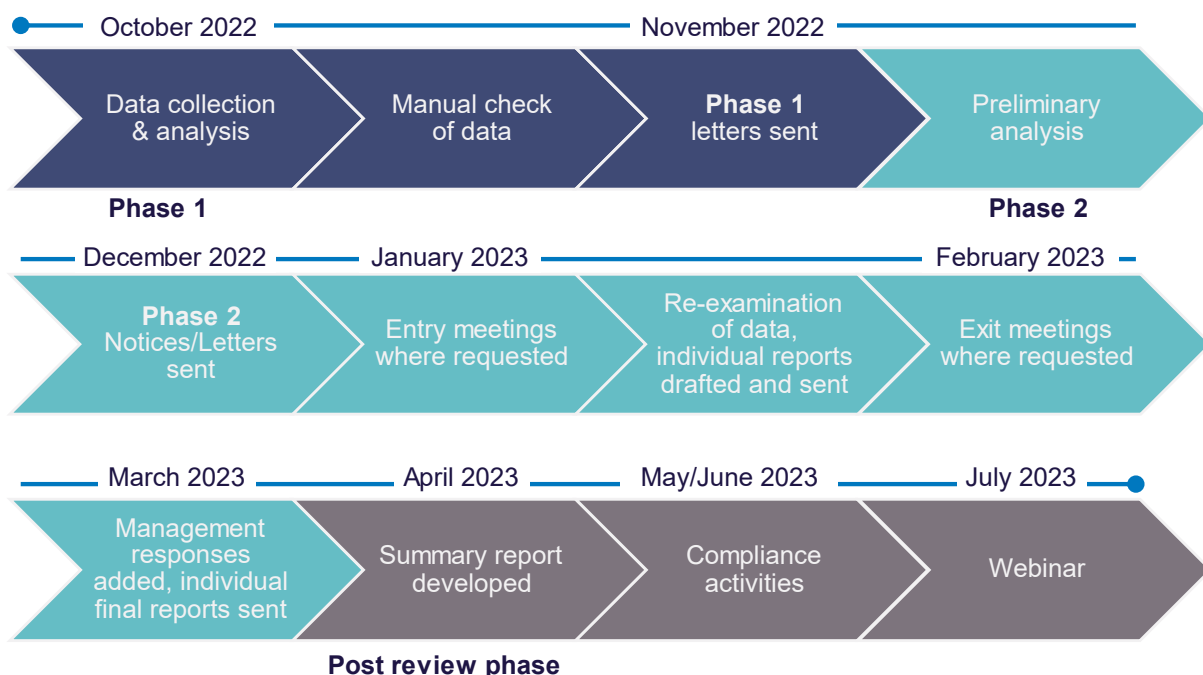 October 2022
November 2022
Data collection
& analysis
Manual check
of data
Phase 1
letters sent
Preliminary
analysis
Phase 1
Phase 2
December 2022
January 2023
February 2023
Phase 2
Notices/Letters
sent
Entry meetings
where requested
Re-examination
of data,
individual reports
drafted and sent
Exit meetings
where requested
March 2023
April 2023
May/June 2023
July 2023
Management
responses
added, individual
final reports sent
Summary report
developed
Compliance
activities
Webinar
Post review phase